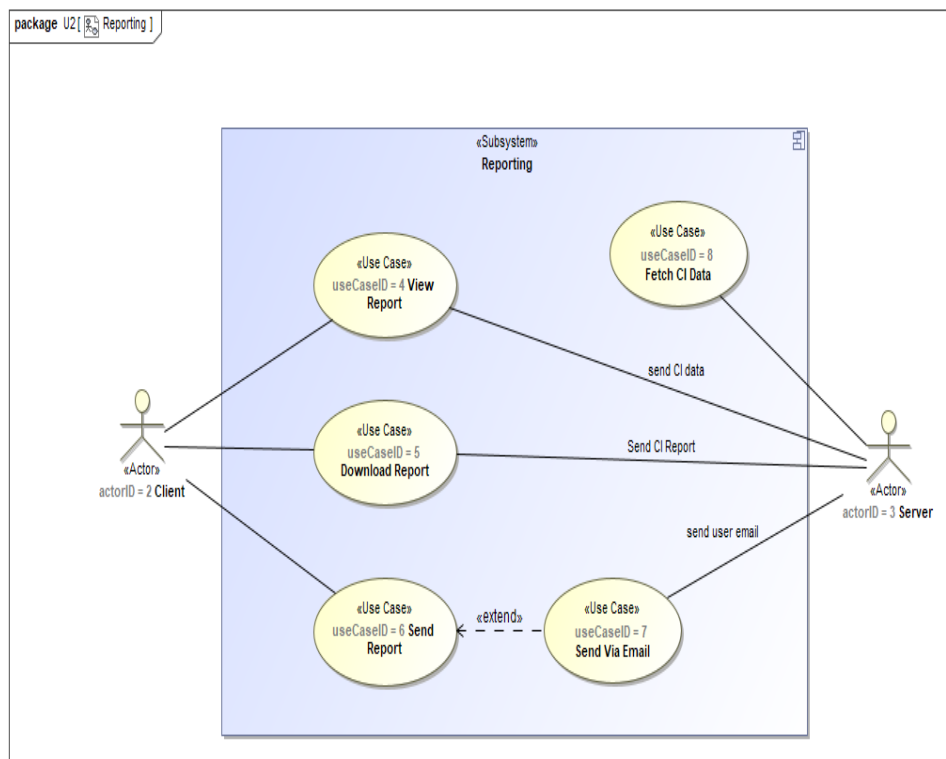 package U2[ Reporting ]
«Subsystem»
Reporting
«Use Case»
useCaseID = 8
Fetch CI Data
«Use Case»
useCaseID = 4 View
Report
send CI data
«Use Case»
useCaseID = 5
Download Report
Send CI Report
«Actor»
actorID = 2 Client
«Actor»
actorID = 3 Server
send user email
«Use Case»
useCaseID = 6 Send
Report
«extend»
«Use Case»
useCaseID = 7
Send Via Email